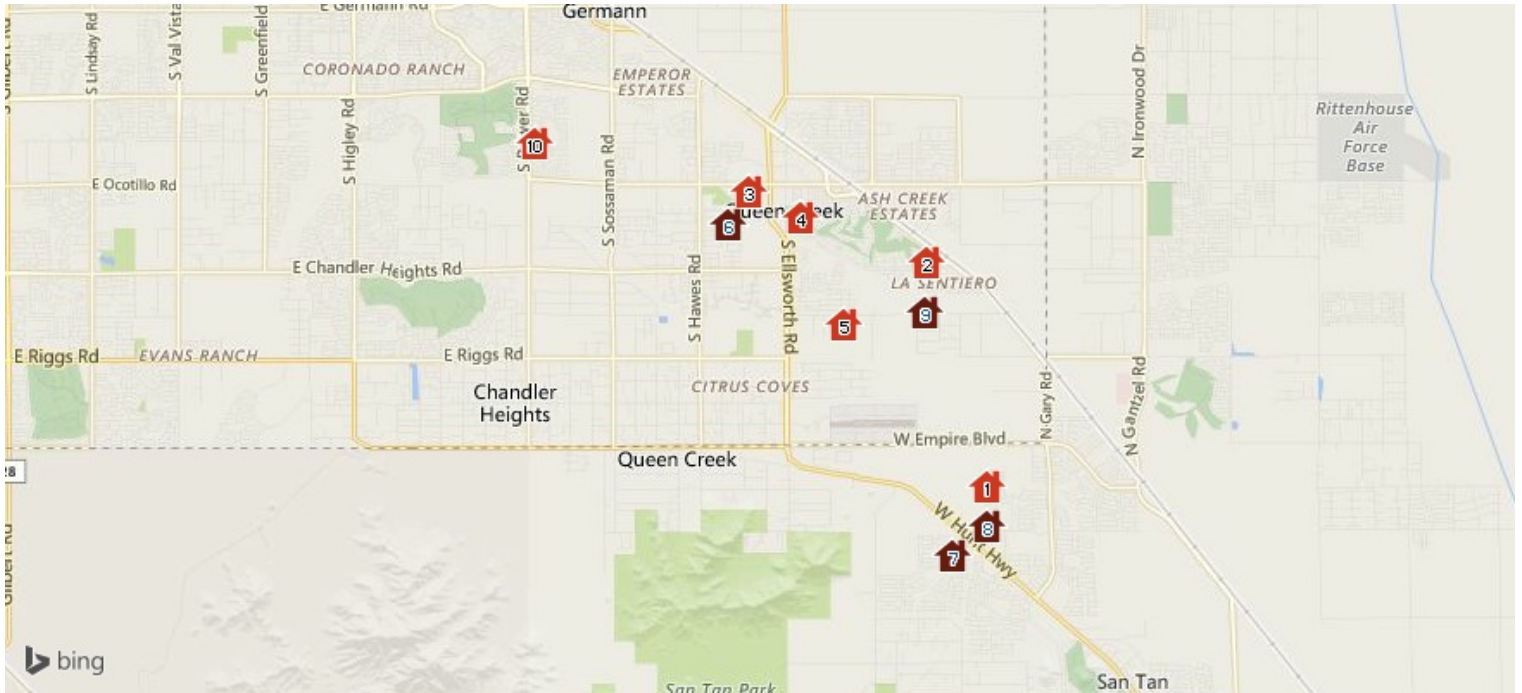 E Germann Rd
Germann
S Gilbert Rd
S Lindsay Rd
S Val Vista
S Greenfield
CORONADO RANCH
EMPEROR
ESTATES
N Ironwood Dr
Rittenhouse
Air
Force
Base
S Higley Rd
10
E Ocotillo Rd
S Sossaman Rd
3
Queen Creek
4
6
ASH CREEK
ESTATES
E Chandler Heights Rd
S Hawes Rd
S Ellsworth Rd
2
LA SENTIERO
9
5
E Riggs Rd
EVANS RANCH
E Riggs Rd
Chandler
Heights
CITRUS COVES
N Gary Rd
N Gantzel Rd
W Empire Blvd
Queen Creek
1
8
7
W Hunt Hwy
Gilbert Rd
bing
San Tan Park
San Tan